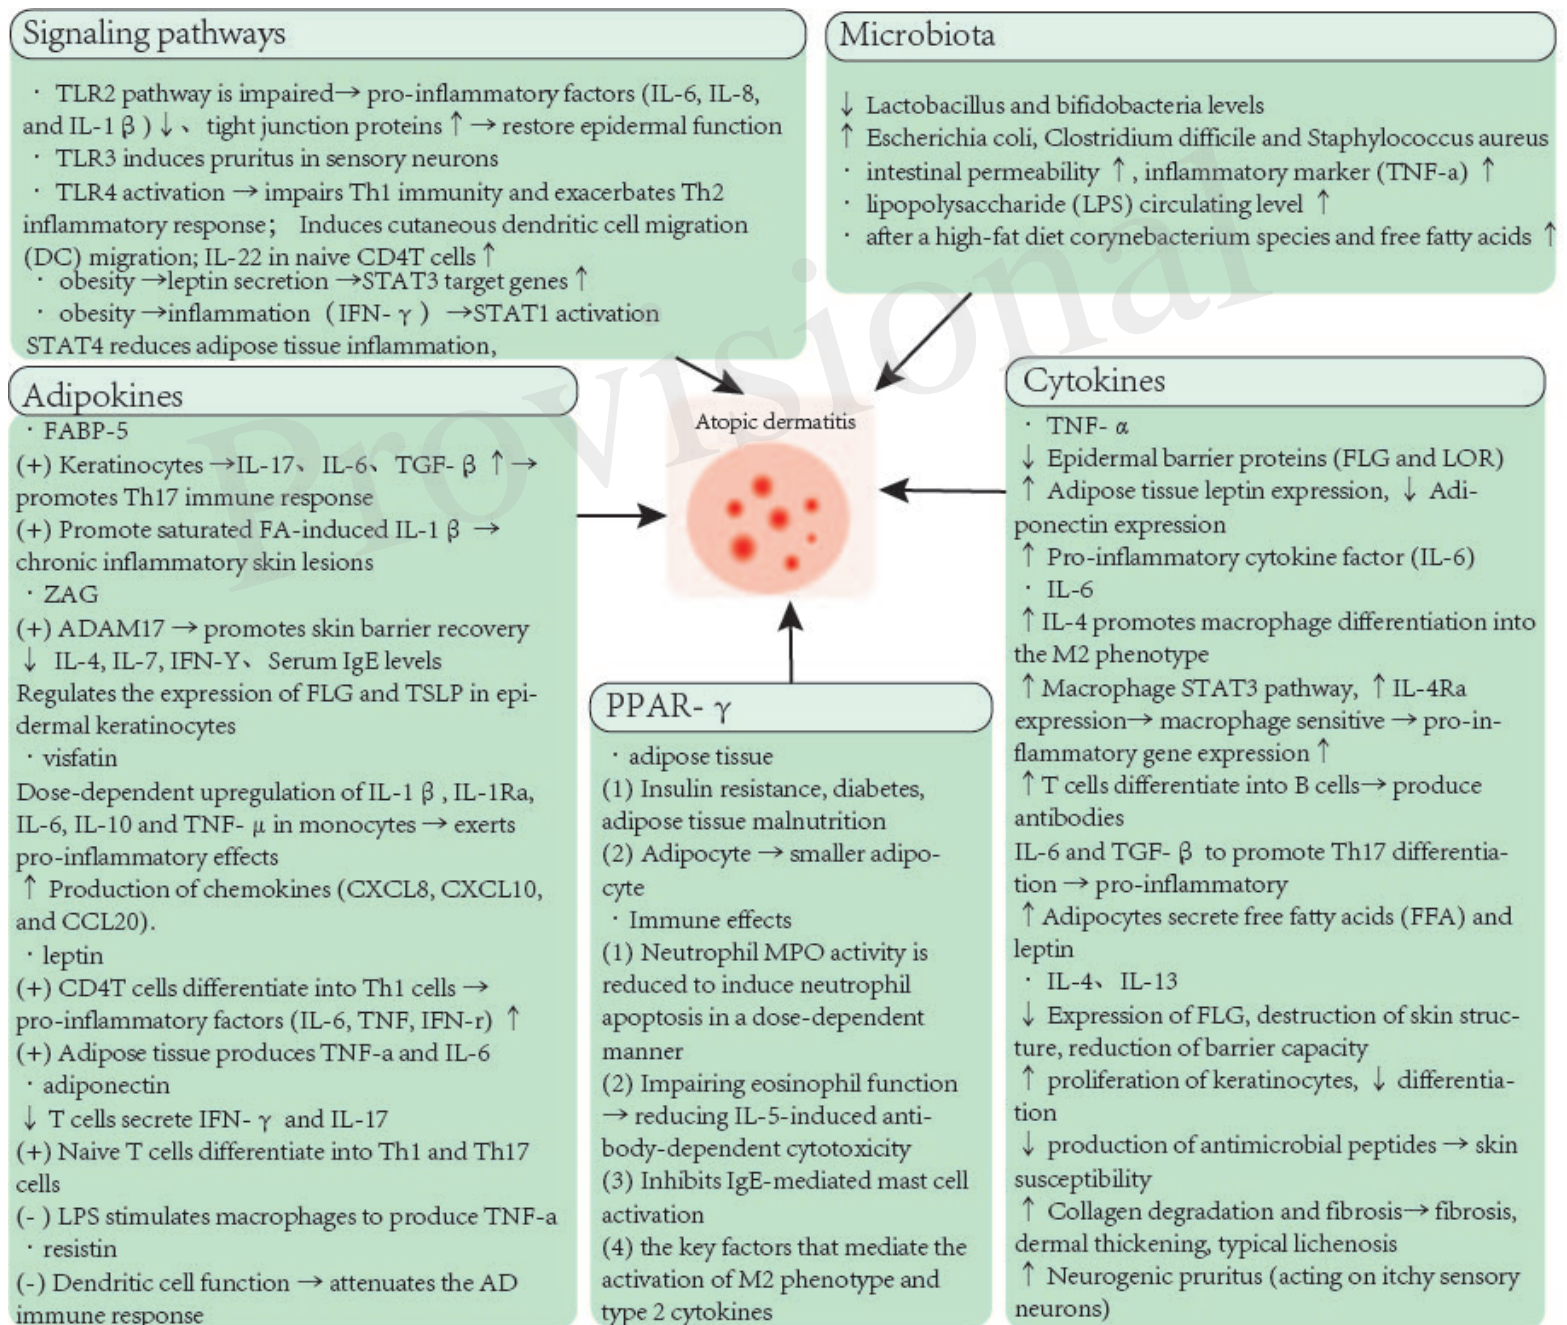 Signaling pathways
· TLR2 pathway is impaired→ pro-inflammatory factors (IL-6, IL-8,
and IL-1 β ) ↓、 tight junction proteins ↑ → restore epidermal function
· TLR3 induces pruritus in sensory neurons
· TLR4 activation → impairs Th1 immunity and exacerbates Th2
inflammatory response; Induces cutaneous dendritic cell migration
(DC) migration; IL-22 in naive CD4T cells ↑
· obesity →leptin secretion →STAT3 target genes ↑
· obesity →inflammation (IFN- γ ) →STAT1 activation
STAT4 reduces adipose tissue inflammation,
Microbiota
↓ Lactobacillus and bifidobacteria levels
↑ Escherichia coli, Clostridium difficile and Staphylococcus aureus
· intestinal permeability ↑ , inflammatory marker (TNF-a) ↑
· lipopolysaccharide (LPS) circulating level ↑
· after a high-fat diet corynebacterium species and free fatty acids ↑
Adipokines
· FABP-5
(+) Keratinocytes →IL-17、 IL-6、 TGF- β ↑ →
promotes Th17 immune response
(+) Promote saturated FA-induced IL-1 β →
chronic inflammatory skin lesions
· ZAG
(+) ADAM17 → promotes skin barrier recovery
↓ IL-4, IL-7, IFN-Y、 Serum IgE levels
Regulates the expression of FLG and TSLP in epi-
dermal keratinocytes
· visfatin
Dose-dependent upregulation of IL-1 β , IL-1Ra,
IL-6, IL-10 and TNF- μ in monocytes → exerts
pro-inflammatory effects
↑ Production of chemokines (CXCL8, CXCL10,
and CCL20).
· leptin
(+) CD4T cells differentiate into Th1 cells →
pro-inflammatory factors (IL-6, TNF, IFN-r) ↑
(+) Adipose tissue produces TNF-a and IL-6
· adiponectin
↓ T cells secrete IFN- γ and IL-17
(+) Naive T cells differentiate into Th1 and Th17
cells
(- ) LPS stimulates macrophages to produce TNF-a
· resistin
(-) Dendritic cell function → attenuates the AD
immune response
Atopic dermatitis
PPAR- γ
· adipose tissue
(1) Insulin resistance, diabetes,
adipose tissue malnutrition
(2) Adipocyte → smaller adipo-
cyte
· Immune effects
(1) Neutrophil MPO activity is
reduced to induce neutrophil
apoptosis in a dose-dependent
manner
(2) Impairing eosinophil function
→ reducing IL-5-induced anti-
body-dependent cytotoxicity
(3) Inhibits IgE-mediated mast cell
activation
(4) the key factors that mediate the
activation of M2 phenotype and
type 2 cytokines
Cytokines
· TNF- α
↓ Epidermal barrier proteins (FLG and LOR)
↑ Adipose tissue leptin expression, ↓ Adi-
ponectin expression
↑ Pro-inflammatory cytokine factor (IL-6)
· IL-6
↑ IL-4 promotes macrophage differentiation into
the M2 phenotype
↑ Macrophage STAT3 pathway, ↑ IL-4Ra
expression→ macrophage sensitive → pro-in-
flammatory gene expression ↑
↑ T cells differentiate into B cells→ produce
antibodies
IL-6 and TGF- β to promote Th17 differentia-
tion → pro-inflammatory
↑ Adipocytes secrete free fatty acids (FFA) and
leptin
· IL-4、 IL-13
↓ Expression of FLG, destruction of skin struc-
ture, reduction of barrier capacity
↑ proliferation of keratinocytes, ↓ differentia-
tion
↓ production of antimicrobial peptides → skin
susceptibility
↑ Collagen degradation and fibrosis→ fibrosis,
dermal thickening, typical lichenosis
↑ Neurogenic pruritus (acting on itchy sensory
neurons)
Provisional